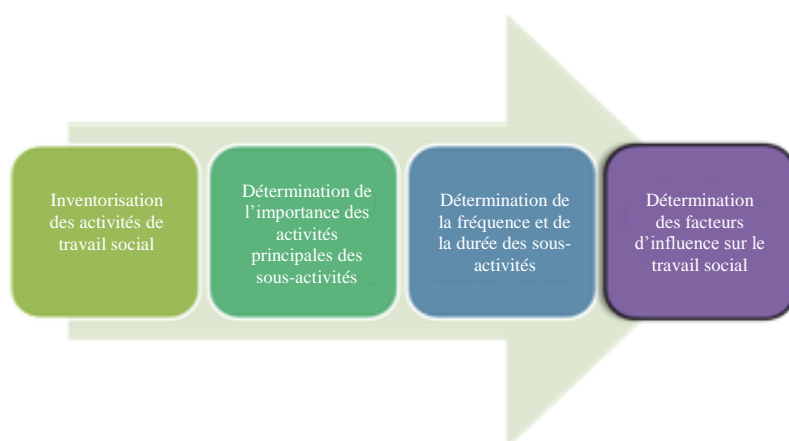 Inventorisation
des activités de
travail social
Détermination de
l'importance des
activités
principales des
sous-activités
Détermination de
la fréquence et de
la durée des sous-
activités
Détermination
des facteurs
d'influence sur le
travail social